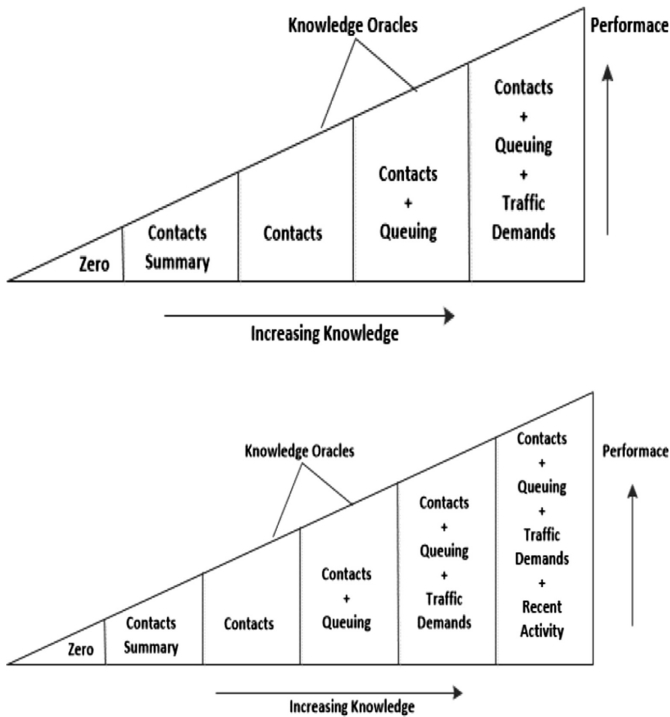 Knowledge Oracles
Performace
Zero
Contacts
Summary
Contacts
Contacts
+
Queuing
Contacts
+
Queuing
+
Traffic
Demands
Increasing Knowledge
Knowledge Oracles
Performace
Zero
Contacts
Summary
Contacts
Contacts
+
Queuing
Contacts
+
Queuing
+
Traffic
Demands
Contacts
+
Queuing
+
Traffic
Demands
+
Recent
Activity
Increasing Knowledge